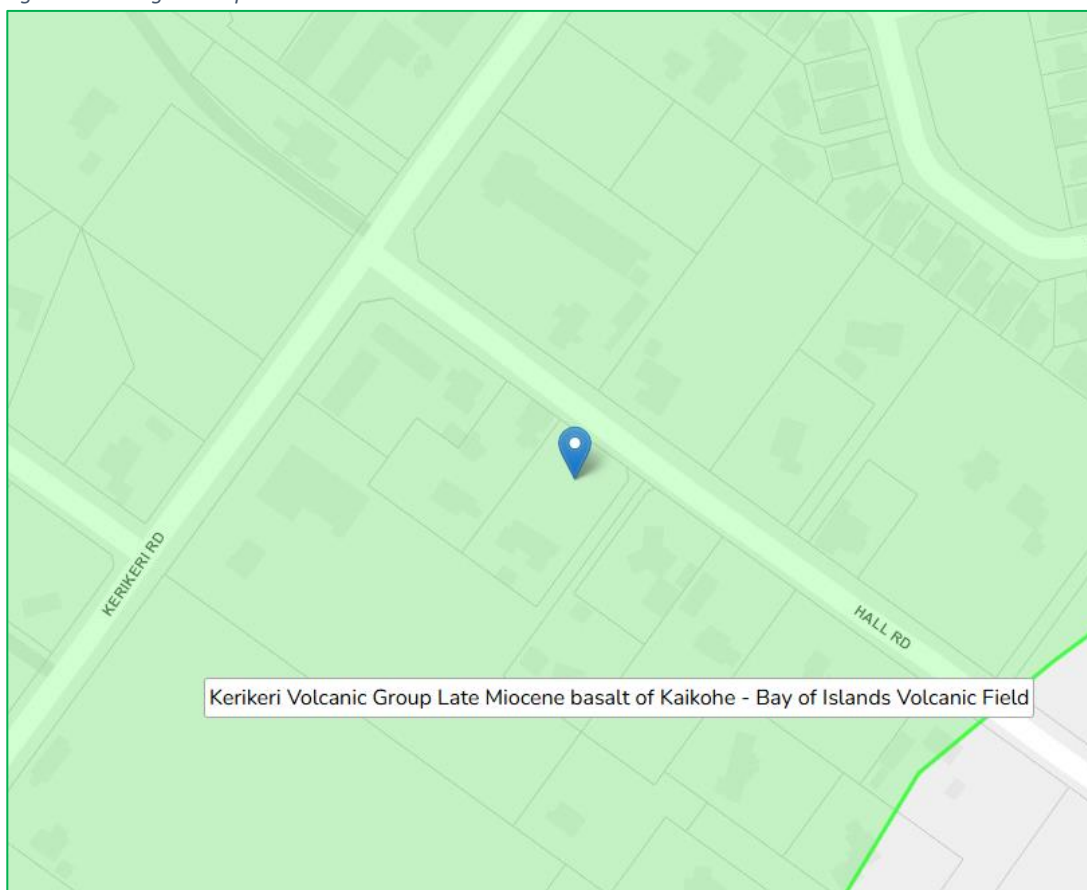 KERIKERI RD
HALL RD
Kerikeri Volcanic Group Late Miocene basalt of Kaikohe - Bay of Islands Volcanic Field